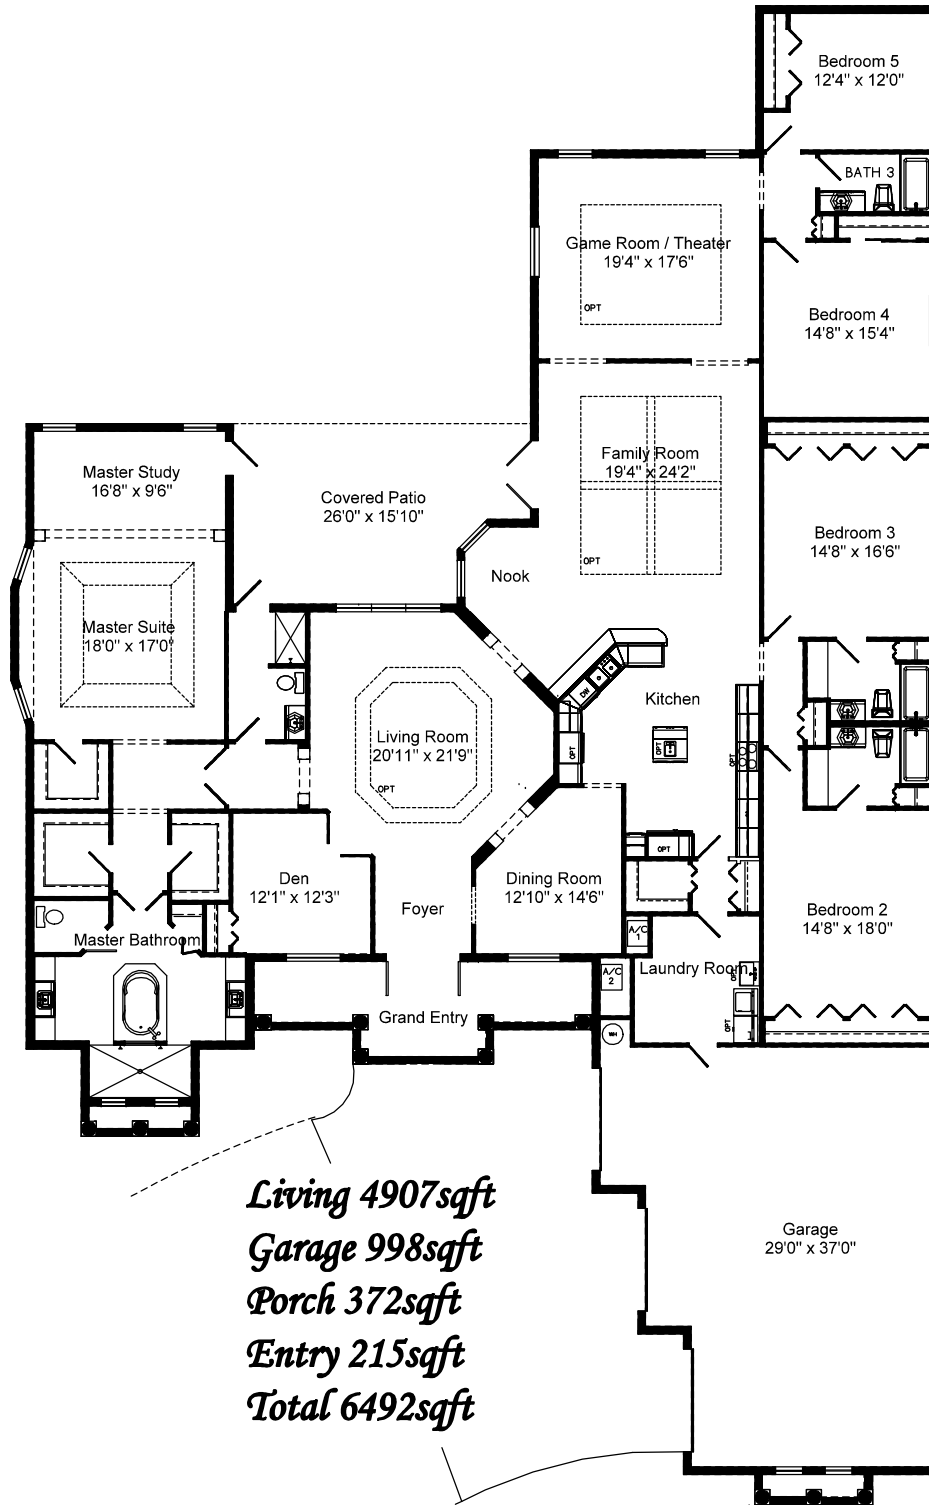 Bedroom 5
12'4" x 12'0"
BATH 3
Game Room / Theater
19'4" x 17'6"
OPT
Bedroom 4
14'8" x 15'4"
Family Room
19'4" x 24'2"
OPT
Master Study
16'8" x 9'6"
Covered Patio
26'0" x 15'10"
Bedroom 3
14'8" x 16'6"
Nook
Master Suite
18'0" x 17'0"
DW
Kitchen
OPT
OPT
OPT
Living Room
20'11" x 21'9"
OPT
OPT
Den
12'1" x 12'3"
Foyer
Dining Room
12'10" x 14'6"
Bedroom 2
14'8" x 18'0"
A/C
1
Master Bathroom
Laundry Room
OPT
A/C
2
OPT
Grand Entry
WH
Living 4907sqft
Garage 998sqft
Porch 372sqft
Entry 215sqft
Total 6492sqft
Garage
29'0" x 37'0"